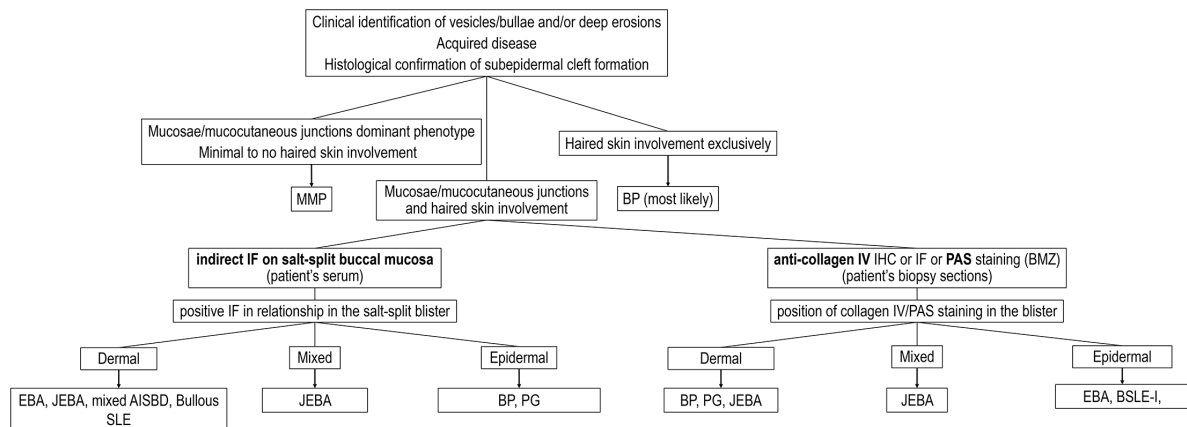 Clinical identification of vesicles/bullae and/or deep erosions
Acquired disease
Histological confirmation of subepidermal cleft formation
Mucosae/mucocutaneous junctions dominant phenotype
Minimal to no haired skin involvement
Haired skin involvement exclusively
MMP
Mucosae/mucocutaneous junctions
and haired skin involvement
BP (most likely)
indirect IF on salt-split buccal mucosa
(patient's serum)
anti-collagen IV IHC or IF or PAS staining (BMZ)
(patient's biopsy sections)
positive IF in relationship in the salt-split blister
position of collagen IV/PAS staining in the blister
Dermal
Mixed
Epidermal
Dermal
Mixed
Epidermal
EBA, JEBA, mixed AISBD, Bullous
SLE
JEBA
BP, PG
BP, PG, JEBA
JEBA
EBA, BSLE-I,